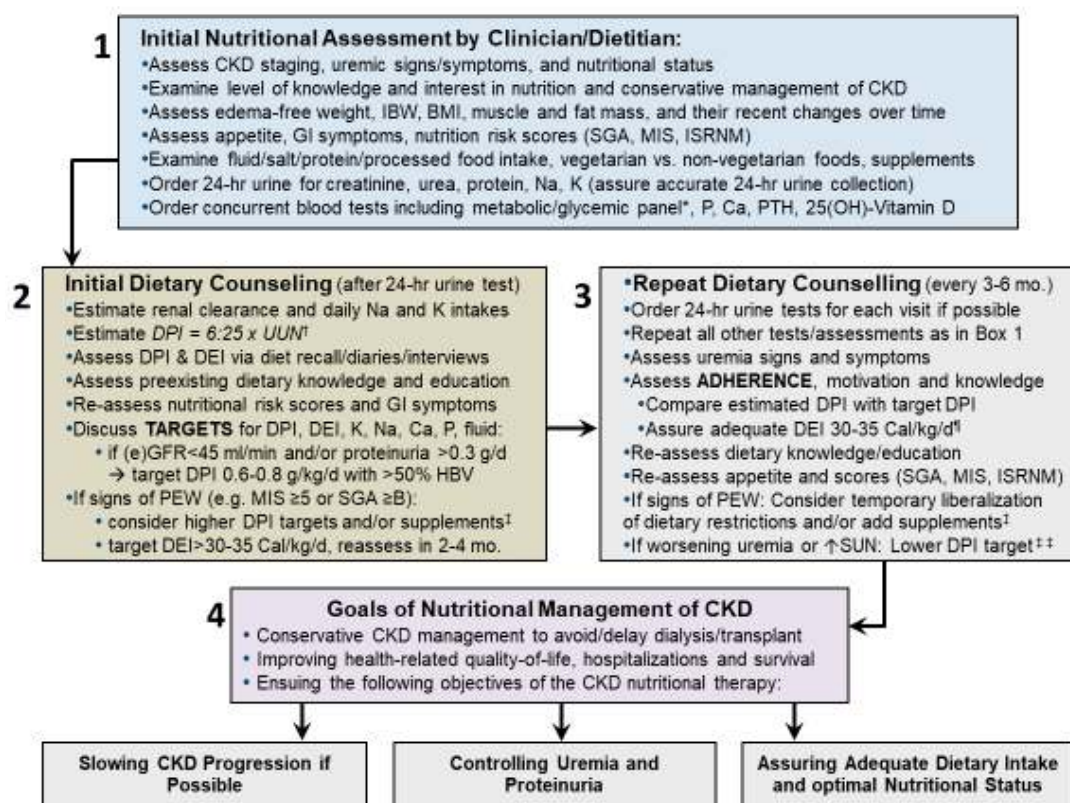 1
Initial Nutritional Assessment by Clinician/Dietitian:
•Assess CKD staging, uremic signs/symptoms, and nutritional status
•Examine level of knowledge and interest in nutrition and conservative management of CKD
•Assess edema-free weight, IBW, BMI, muscle and fat mass, and their recent changes over time
•Assess appetite, GI symptoms, nutrition risk scores (SGA, MIS, ISRNM)
•Examine fluid/salt/protein/processed food intake, vegetarian vs. non-vegetarian foods, supplements
•Order 24-hr urine for creatinine, urea, protein, Na, K (assure accurate 24-hr urine collection)
•Order concurrent blood tests including metabolic/glycemic panel*, P, Ca, PTH, 25(OH)-Vitamin D
2
Initial Dietary Counseling (after 24-hr urine test)
•Estimate renal clearance and daily Na and K intakes
•Estimate DPI = 6:25 x UUN†
•Assess DPI & DEI via diet recall/diaries/interviews
•Assess preexisting dietary knowledge and education
•Re-assess nutritional risk scores and GI symptoms
•Discuss TARGETS for DPI, DEI, K, Na, Ca, P, fluid:
• if (e)GFR<45 ml/min and/or proteinuria >0.3 g/d
→ target DPI 0.6-0.8 g/kg/d with >50% HBV
•If signs of PEW (e.g. MIS ≥5 or SGA ≥B):
• consider higher DPI targets and/or supplements‡
• target DEI>30-35 Cal/kg/d, reassess in 2-4 mo.
3
•Repeat Dietary Counselling (every 3-6 mo.)
•Order 24-hr urine tests for each visit if possible
•Repeat all other tests/assessments as in Box 1
•Assess uremia signs and symptoms
•Assess ADHERENCE, motivation and knowledge
•Compare estimated DPI with target DPI
•Assure adequate DEI 30-35 Cal/kg/d¶
•Re-assess dietary knowledge/education
•Re-assess appetite and scores (SGA, MIS, ISRNM)
•If signs of PEW: Consider temporary liberalization
of dietary restrictions and/or add supplements‡
•If worsening uremia or ↑SUN: Lower DPI target‡‡
4
Goals of Nutritional Management of CKD
• Conservative CKD management to avoid/delay dialysis/transplant
• Improving health-related quality-of-life, hospitalizations and survival
• Ensuing the following objectives of the CKD nutritional therapy:
Slowing CKD Progression if
Possible
Controlling Uremia and
Proteinuria
Assuring Adequate Dietary Intake
and optimal Nutritional Status